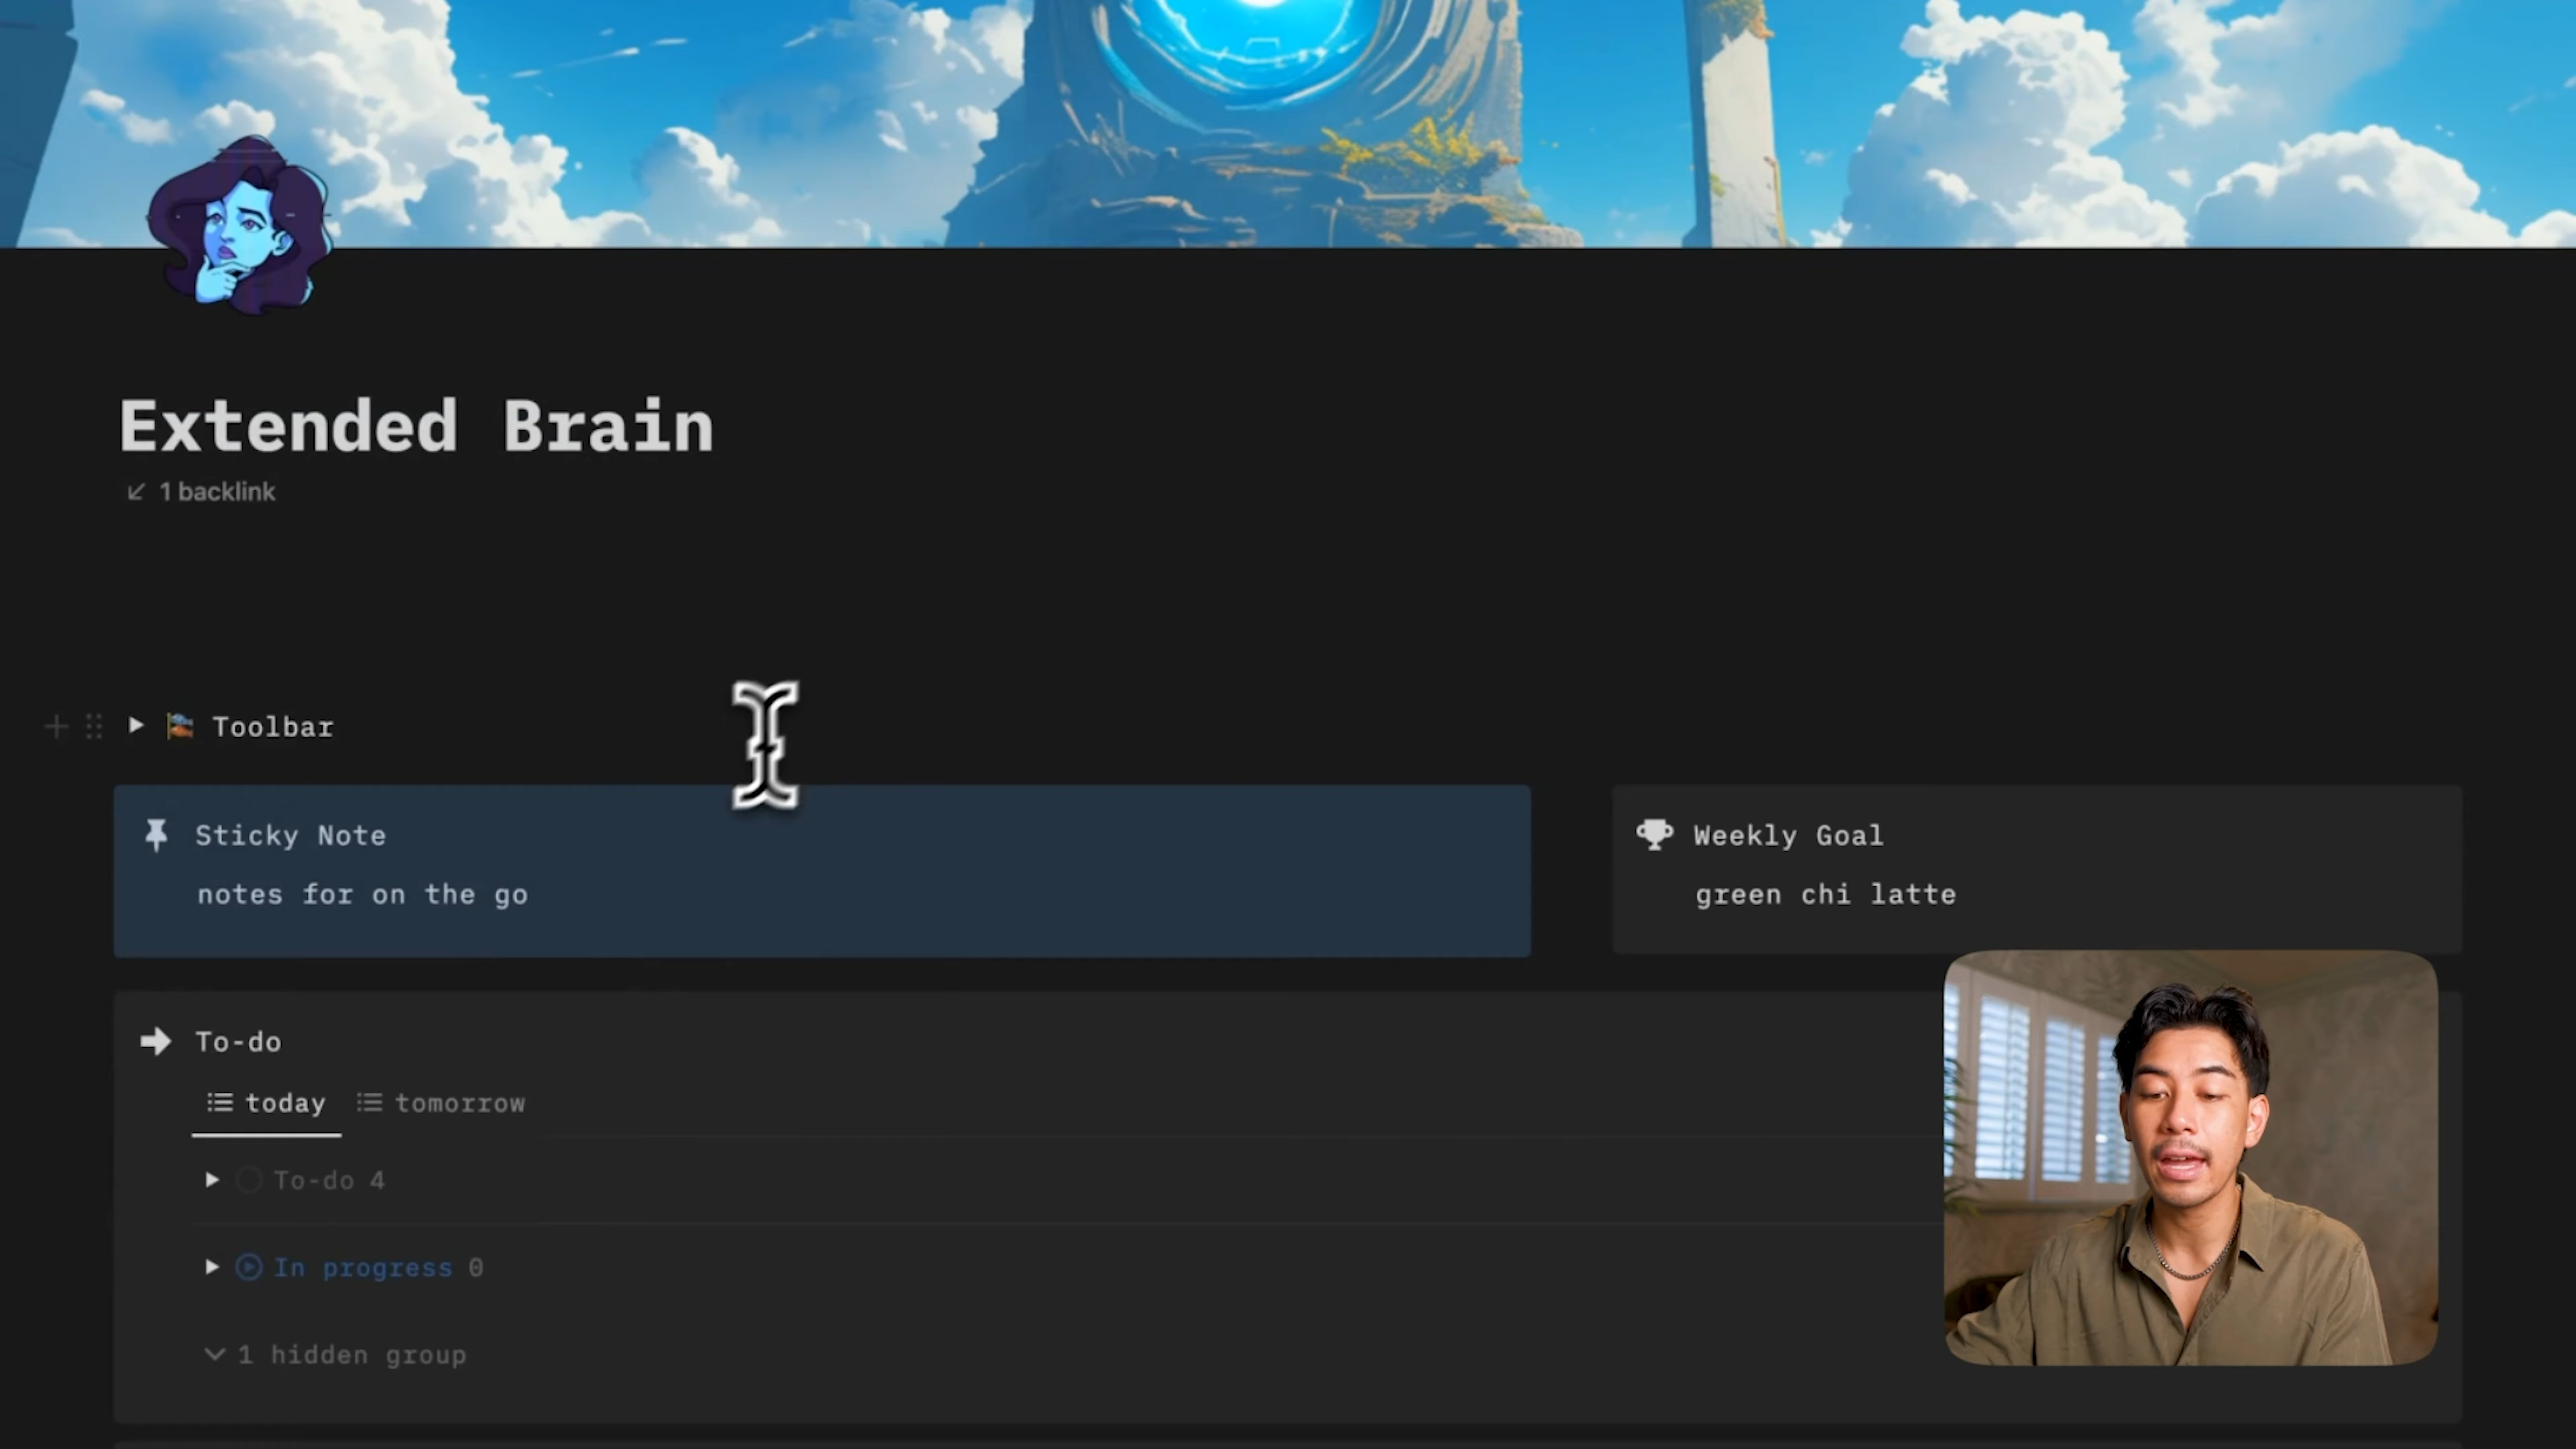 Extended Brain
1 backlink
Toolbar
Sticky Note
notes for on the go
Weekly Goal
green chi latte
To-do
today
tomorrow
To-do 4
In progress 0
1 hidden group